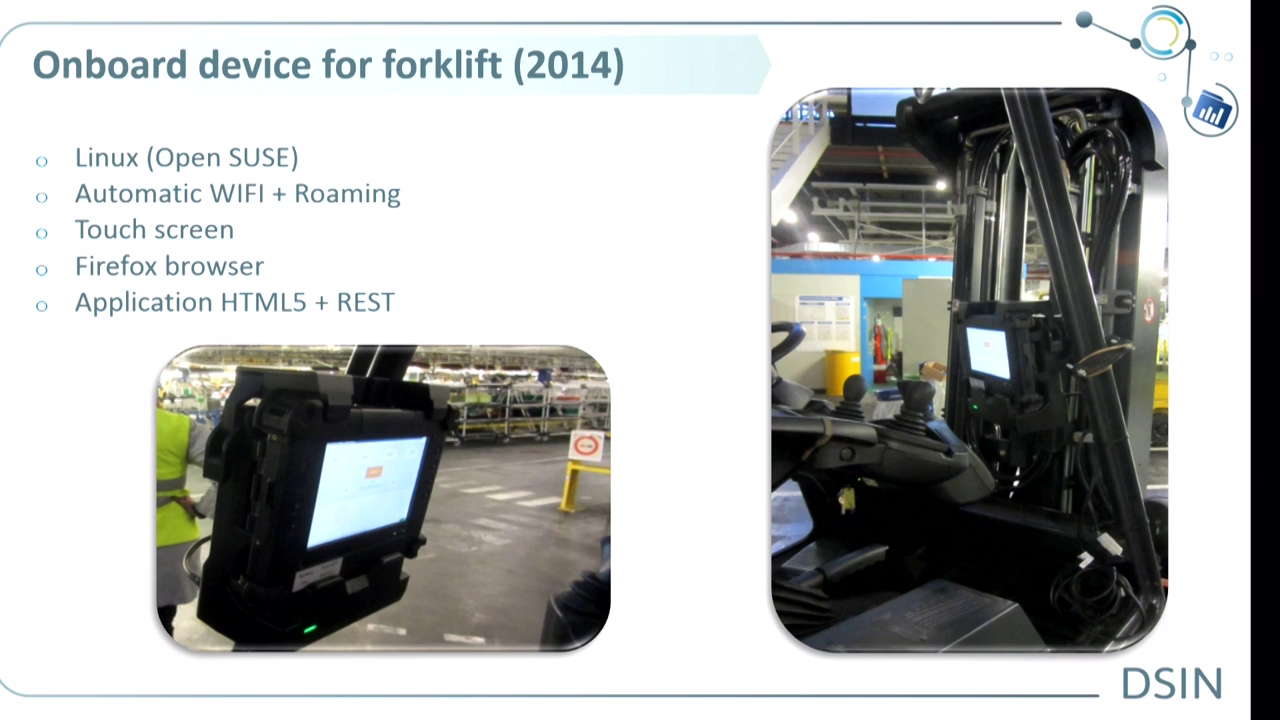 Onboard device for forklift (2014)
Linux (Open SUSE)
Automatic WIFI + Roaming
Touch screen
Firefox browser
Application HTML5 + REST
DSIN